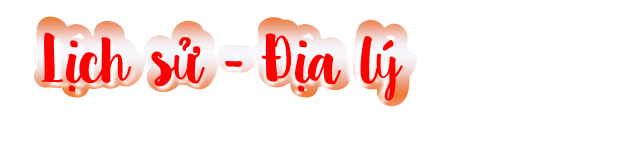 Lịch sử - Địa lý